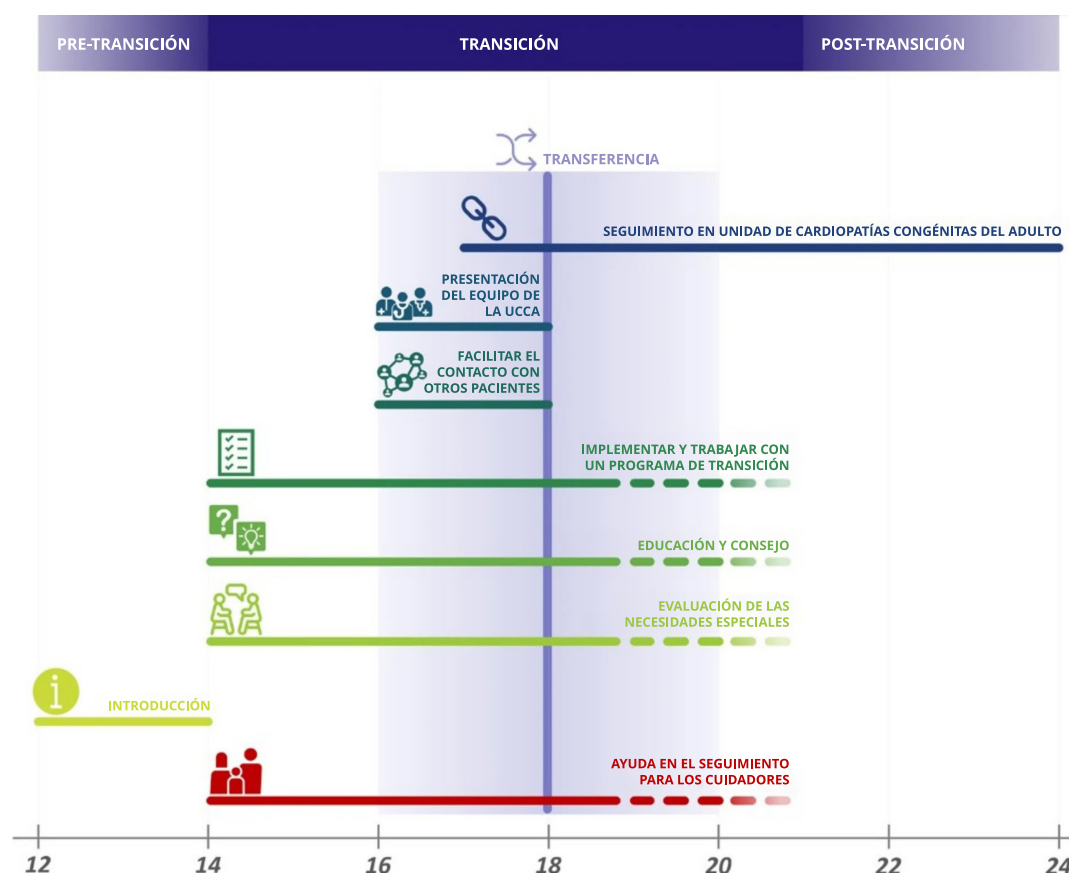 PRE-TRANSICIÓN
TRANSICIÓN
POST-TRANSICIÓN
TRANSFERENCIA
SEGUIMIENTO EN UNIDAD DE CARDIOPATÍAS CONGÉNITAS DEL ADULTO
PRESENTACIÓN
DEL EQUIPO DE
LA UCCA
FACILITAR EL
CONTACTO CON
OTROS PACIENTES
IMPLEMENTAR Y TRABAJAR CON
UN PROGRAMA DE TRANSICIÓN
EDUCACIÓN Y CONSEJO
EVALUACIÓN DE LAS
NECESIDADES ESPECIALES
INTRODUCCIÓN
AYUDA EN EL SEGUIMIENTO
PARA LOS CUIDADORES
12 14 16 18 20 22 24